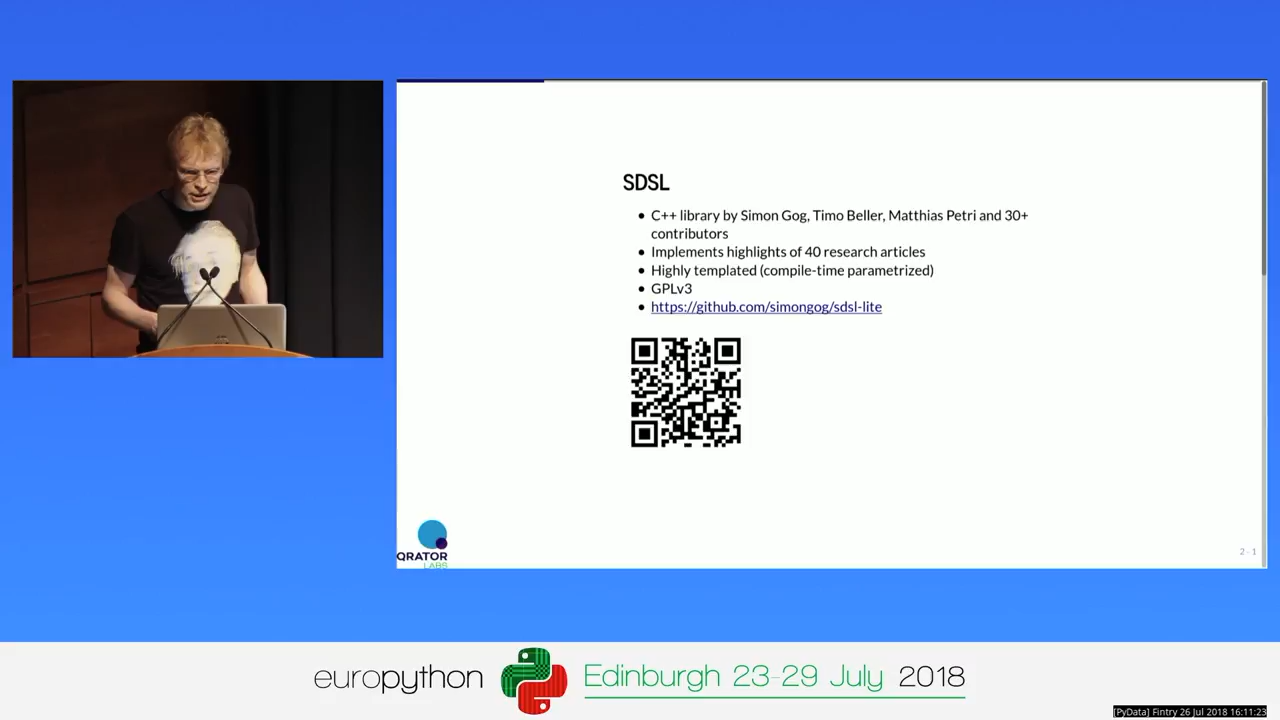 SDSL
• C++ library by Simon Gog, Timo Beller, Matthias Petri and 30+
contributors
• Implements highlights of 40 research articles
• Highly templated (compile-time parametrized)
• GPLv3
• https://github.com/simongog/sdsl-lite
QRATOR
LABS
2 - 1
europython
Edinburgh 23-29 July 2018
[PyData] Fintry 26 Jul 2018 16:11:23